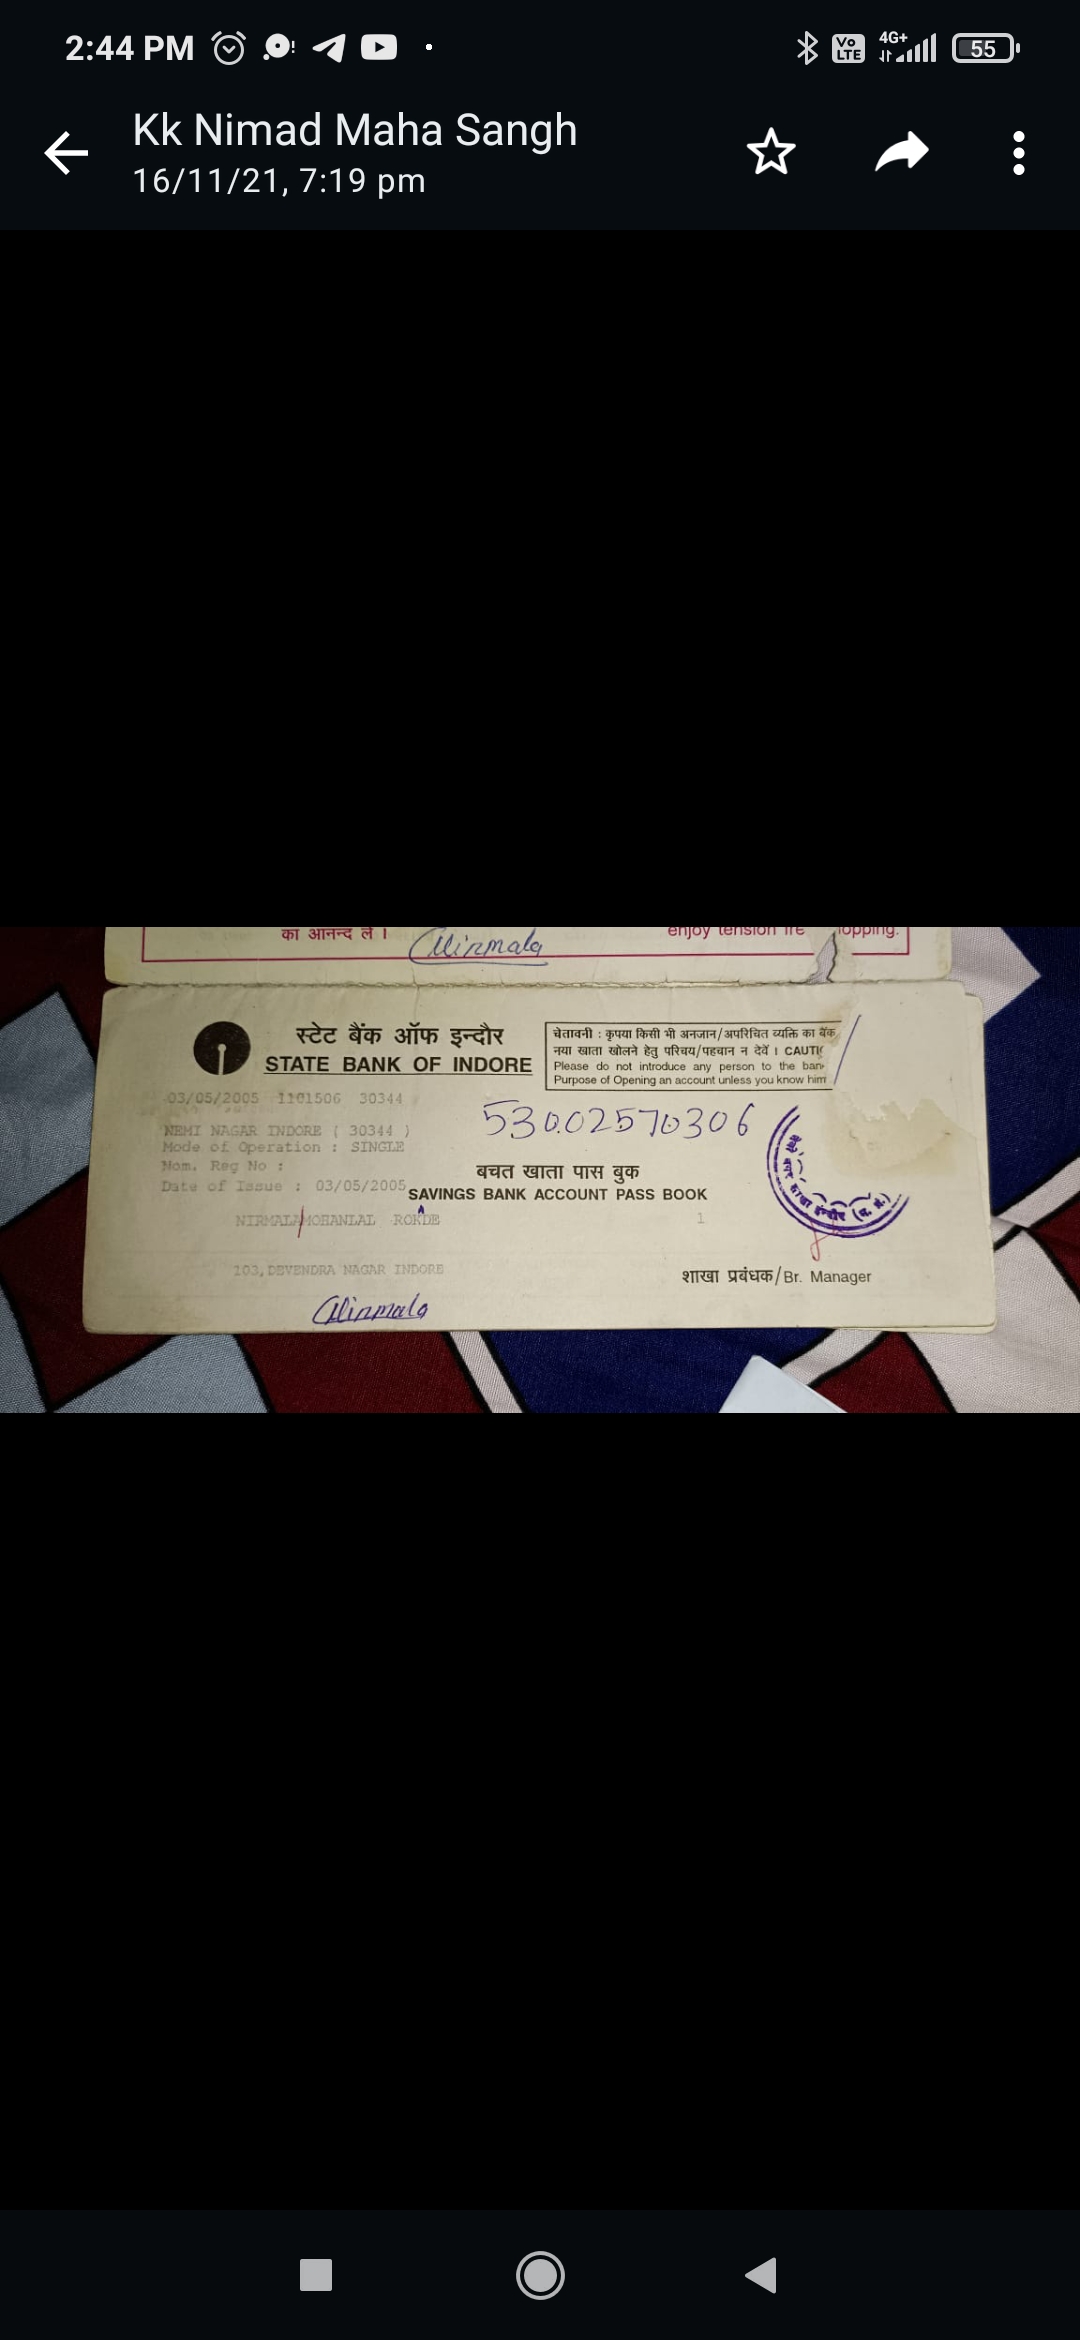 2:44 PM
Vo LTE 4G+ 55
Kk Nimad Maha Sangh
16/11/21, 7:19 pm
का आनन्द लें । enjoy tension fre
Nirmala
स्टेट बैंक ऑफ इन्दौर
STATE BANK OF INDORE
चेतावनी : कृपया किसी भी अनजान/अपरिचित व्यक्ति का बैंक
नया खाता खोलने हेतु परिचय/पहचान न देवें । CAUTI
Please do not introduce any person to the ban
Purpose of Opening an account unless you know him
03/05/2005 1101506 30344
53002570306
NEMI NAGAR INDORE ( 30344 )
Mode of Operation : SINGLE
Nom. Reg No :
Date of Issue : 03/05/2005
बचत खाता पास बुक
SAVINGS BANK ACCOUNT PASS BOOK
NIRMALA MOHANLAL ROKDE 1
103,DEVENDRA NAGAR INDORE
शाखा प्रबंधक/Br. Manager
Nirmala